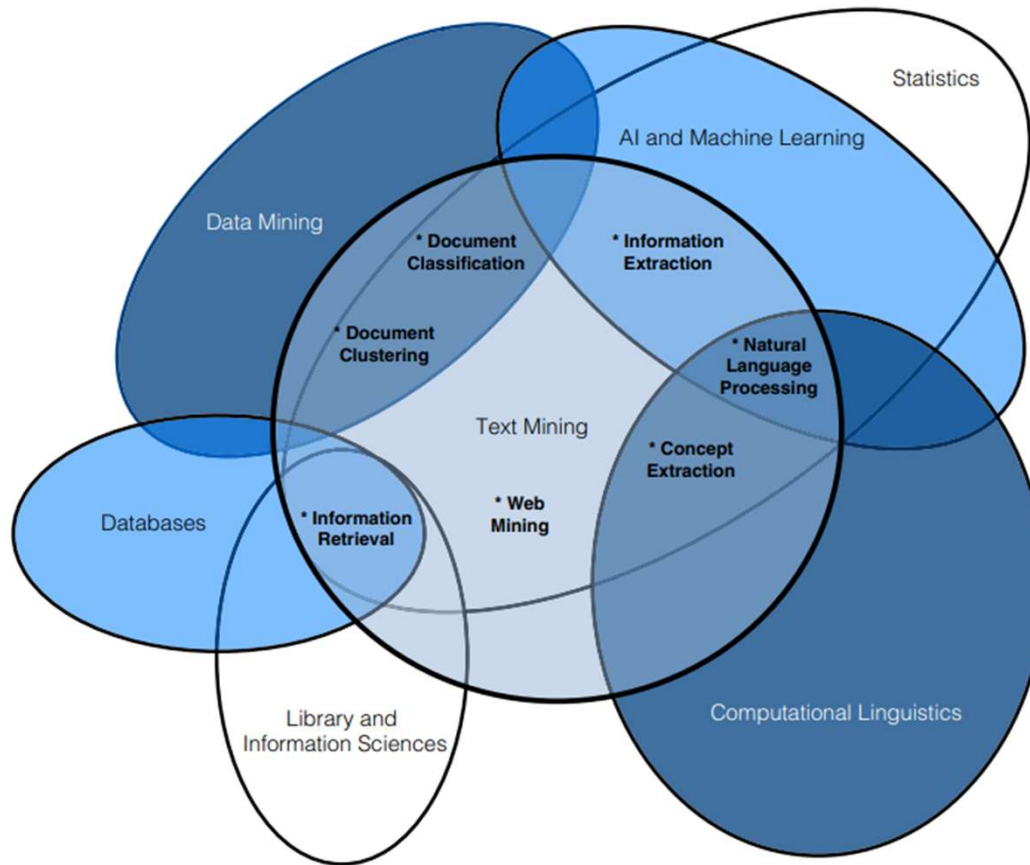 Statistics
AI and Machine Learning
Data Mining
* Document
Classification
* Information
Extraction
* Document
Clustering
* Natural
Language
Processing
Text Mining
* Concept
Extraction
* Web
Mining
Databases
* Information
Retrieval
Library and
Information Sciences
Computational Linguistics